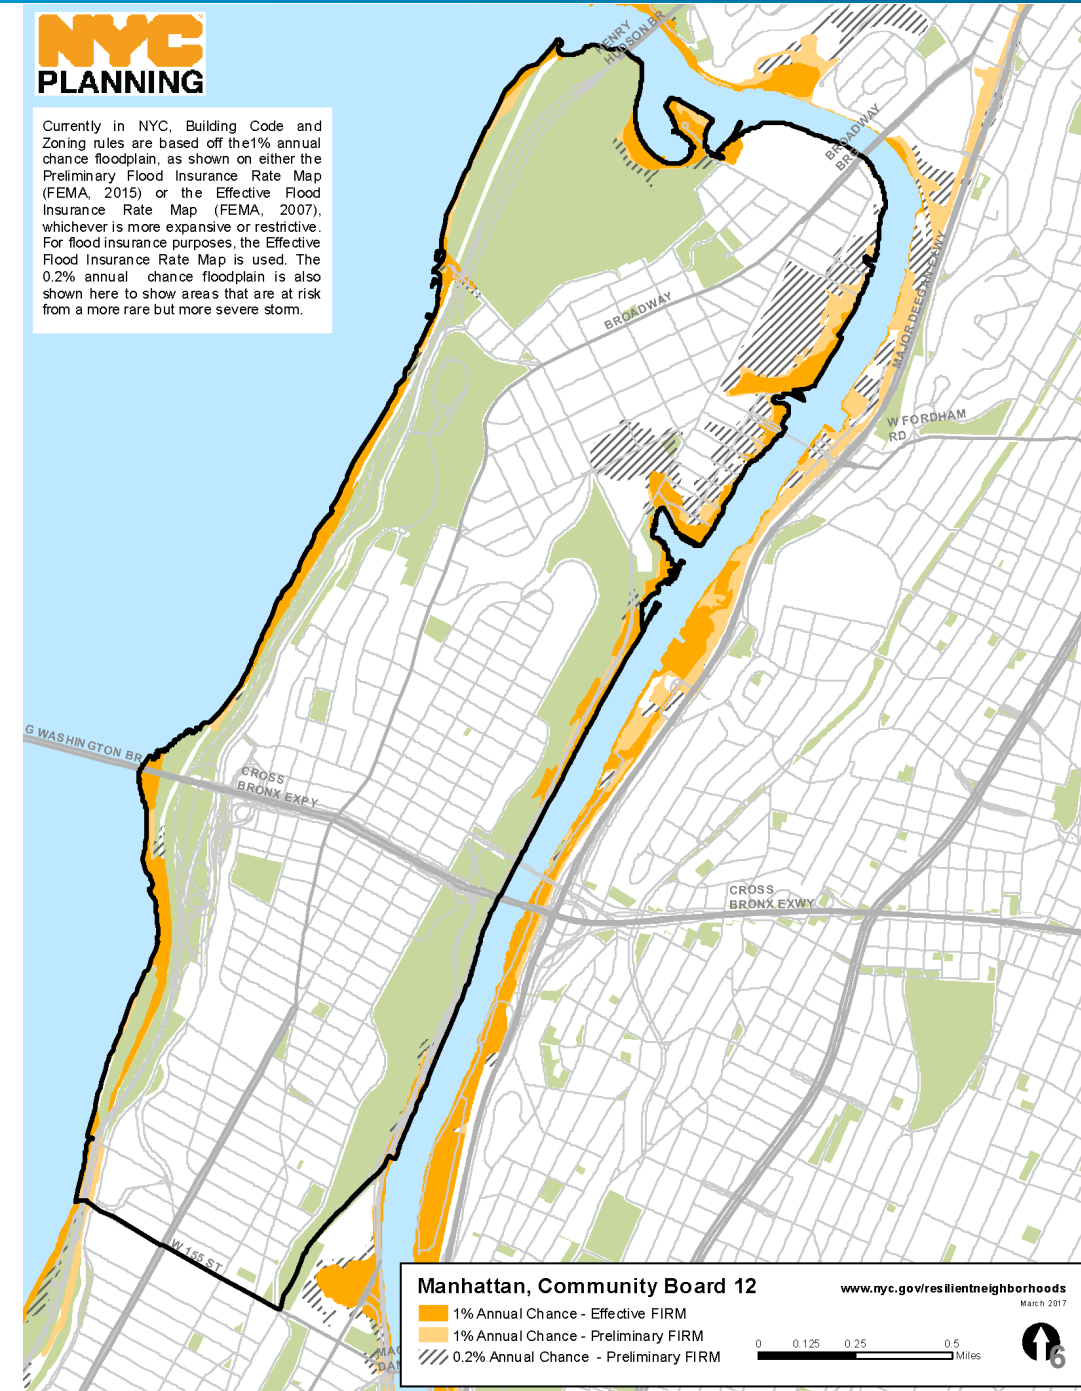 NYC
PLANNING
Currently in NYC, Building Code and
Zoning rules are based off the1% annual
chance floodplain, as shown on either the
Preliminary Flood Insurance Rate Map
(FEMA, 2015) or the Effective Flood
Insurance Rate Map (FEMA, 2007),
whichever is more expansive or restrictive.
For flood insurance purposes, the Effective
Flood Insurance Rate Map is used. The
0.2% annual chance floodplain is also
shown here to show areas that are at risk
from a more rare but more severe storm.
HENRY
HUDSON BR
BROADWAY
BRG
BROADWAY
MAJOR DEEGAN EXWY
W FORDHAM
RD
G WASHINGTON BR
CROSS
BRONX EXPY
CROSS
BRONX EXWY
W 155 ST
Manhattan, Community Board 12
www.nyc.gov/resilientneighborhoods
March 2017
1% Annual Chance - Effective FIRM
1% Annual Chance - Preliminary FIRM
0.2% Annual Chance - Preliminary FIRM
0 0.125 0.25 0.5
Miles
6